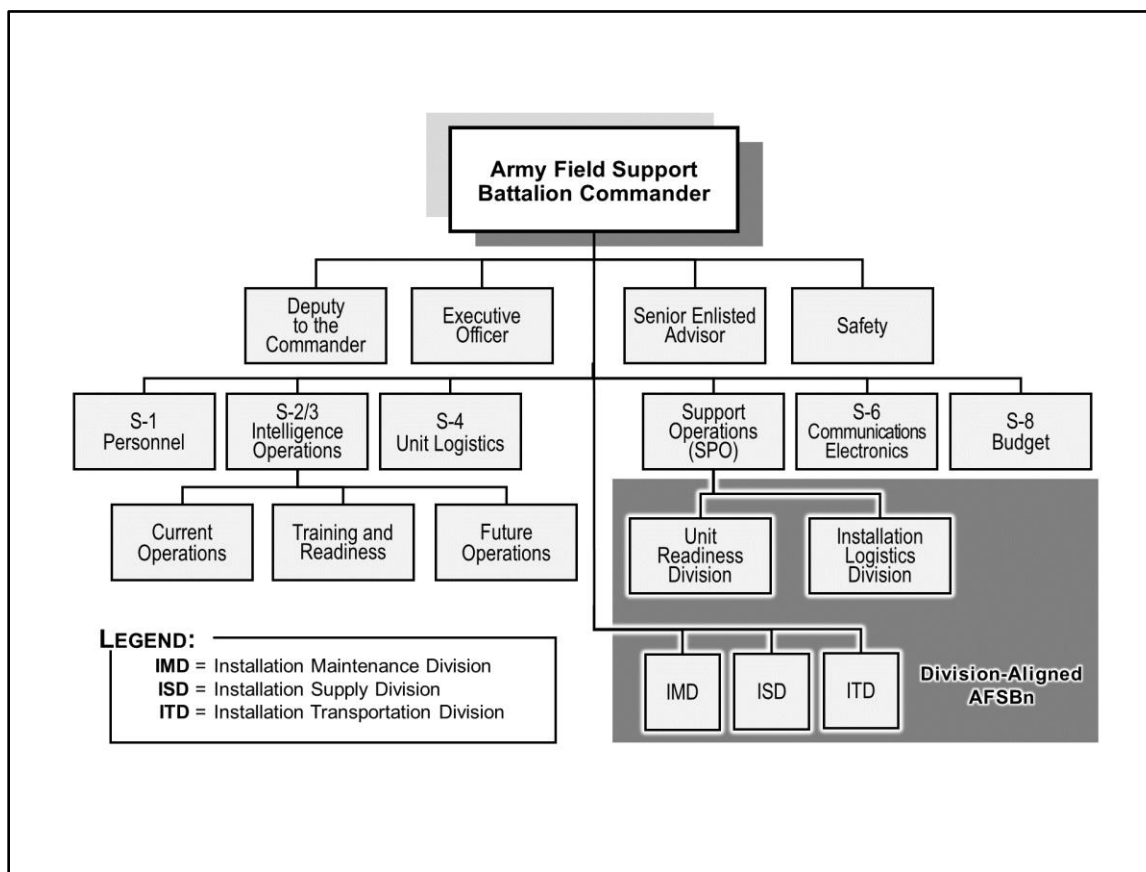 Army Field Support
Battalion Commander
Deputy
to the
Commander
Executive
Officer
Senior Enlisted
Advisor
Safety
S-1
Personnel
S-2/3
Intelligence
Operations
S-4
Unit Logistics
Support
Operations
(SPO)
S-6
Communications
Electronics
S-8
Budget
Current
Operations
Training and
Readiness
Future
Operations
Unit
Readiness
Division
Installation
Logistics
Division
LEGEND:
IMD = Installation Maintenance Division
ISD = Installation Supply Division
ITD = Installation Transportation Division
IMD
ISD
ITD
Division-Aligned
AFSBn